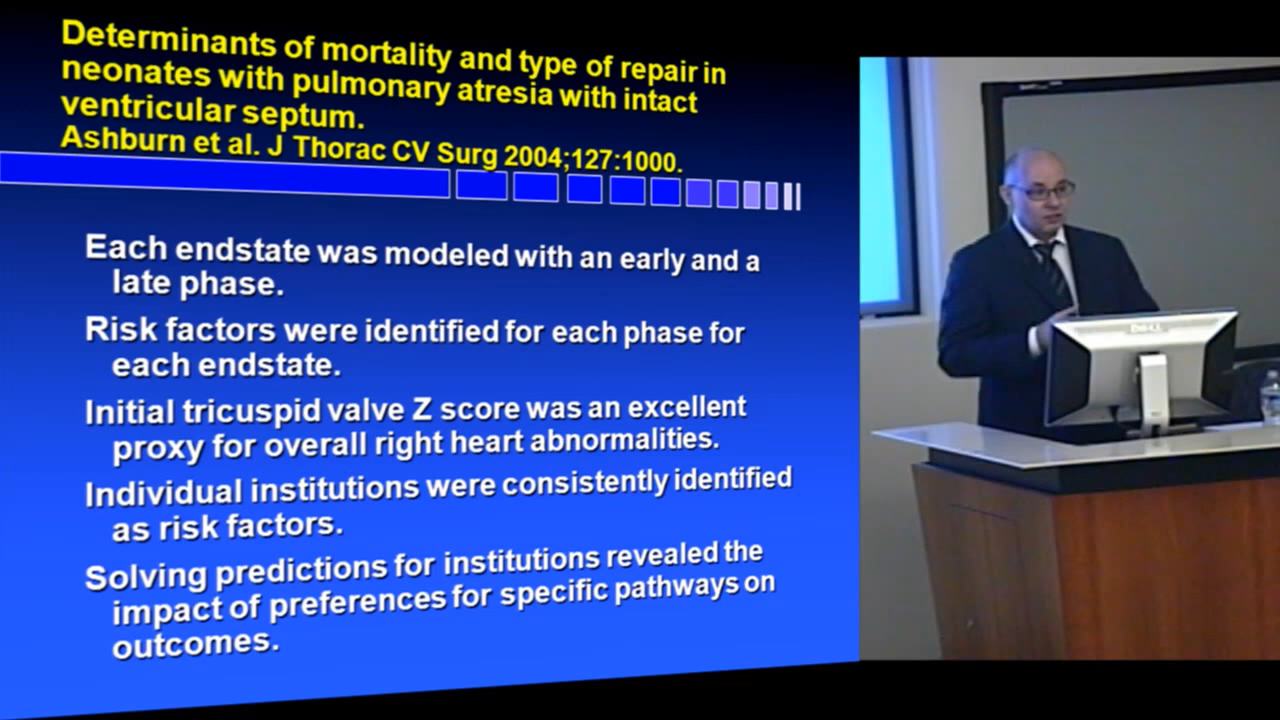 Determinants of mortality and type of repair in
neonates with pulmonary atresia with intact
ventricular septum.
Ashburn et al. J Thorac CV Surg 2004;127:1000.
Each endstate was modeled with an early and a
late phase.
Risk factors were identified for each phase for
each endstate.
Initial tricuspid valve Z score was an excellent
proxy for overall right heart abnormalities.
Individual institutions were consistently identified
as risk factors.
Solving predictions for institutions revealed the
impact of preferences for specific pathways on
outcomes.
DELL